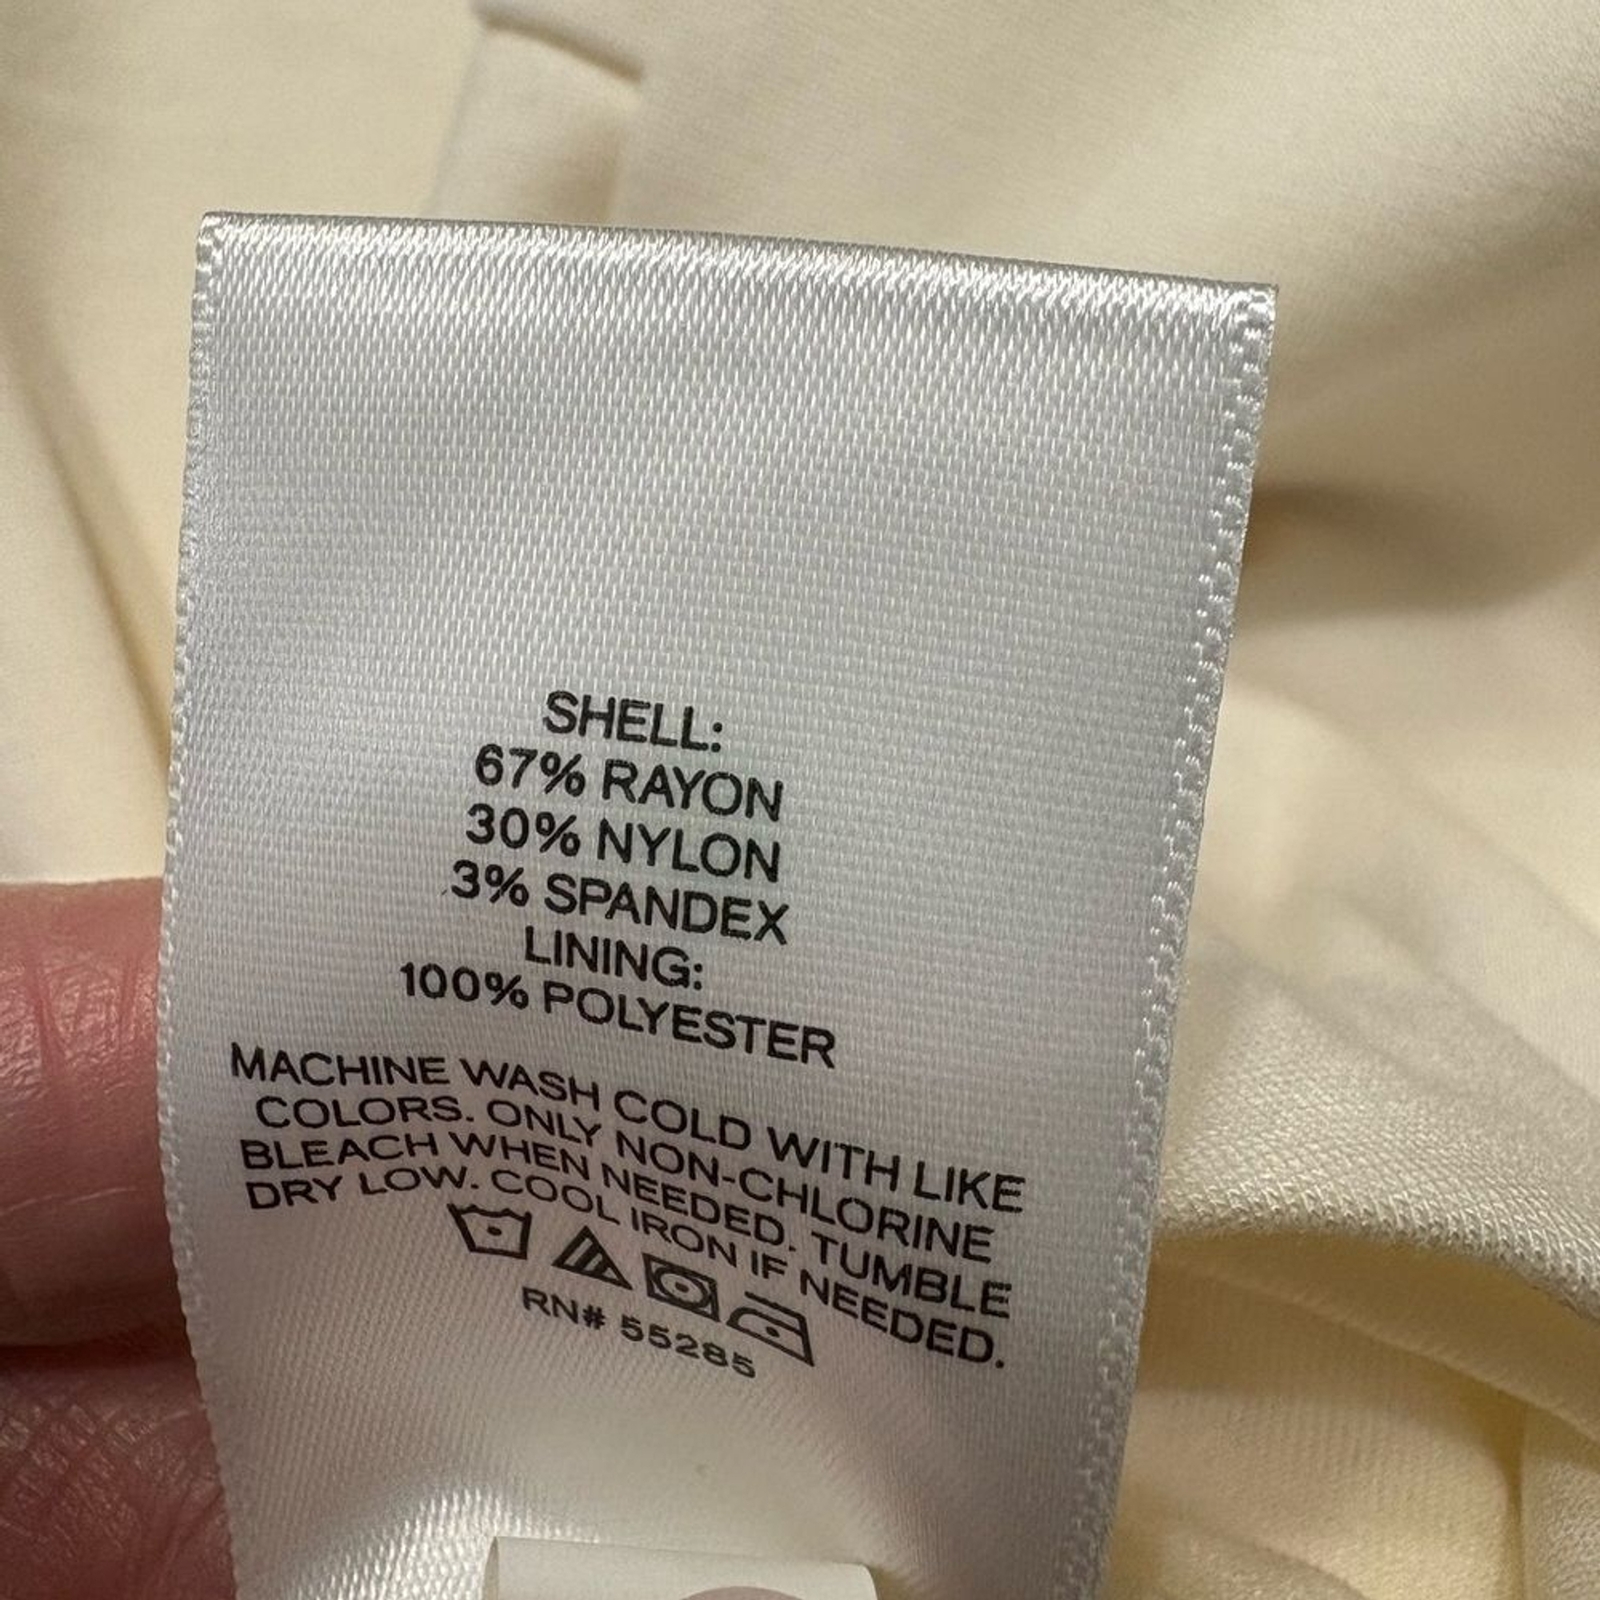 SHELL:
67% RAYON
30% NYLON
3% SPANDEX
LINING:
100% POLYESTER
MACHINE WASH COLD WITH LIKE
COLORS. ONLY NON-CHLORINE
BLEACH WHEN NEEDED. TUMBLE
DRY LOW. COOL IRON IF NEEDED.
RN# 55285